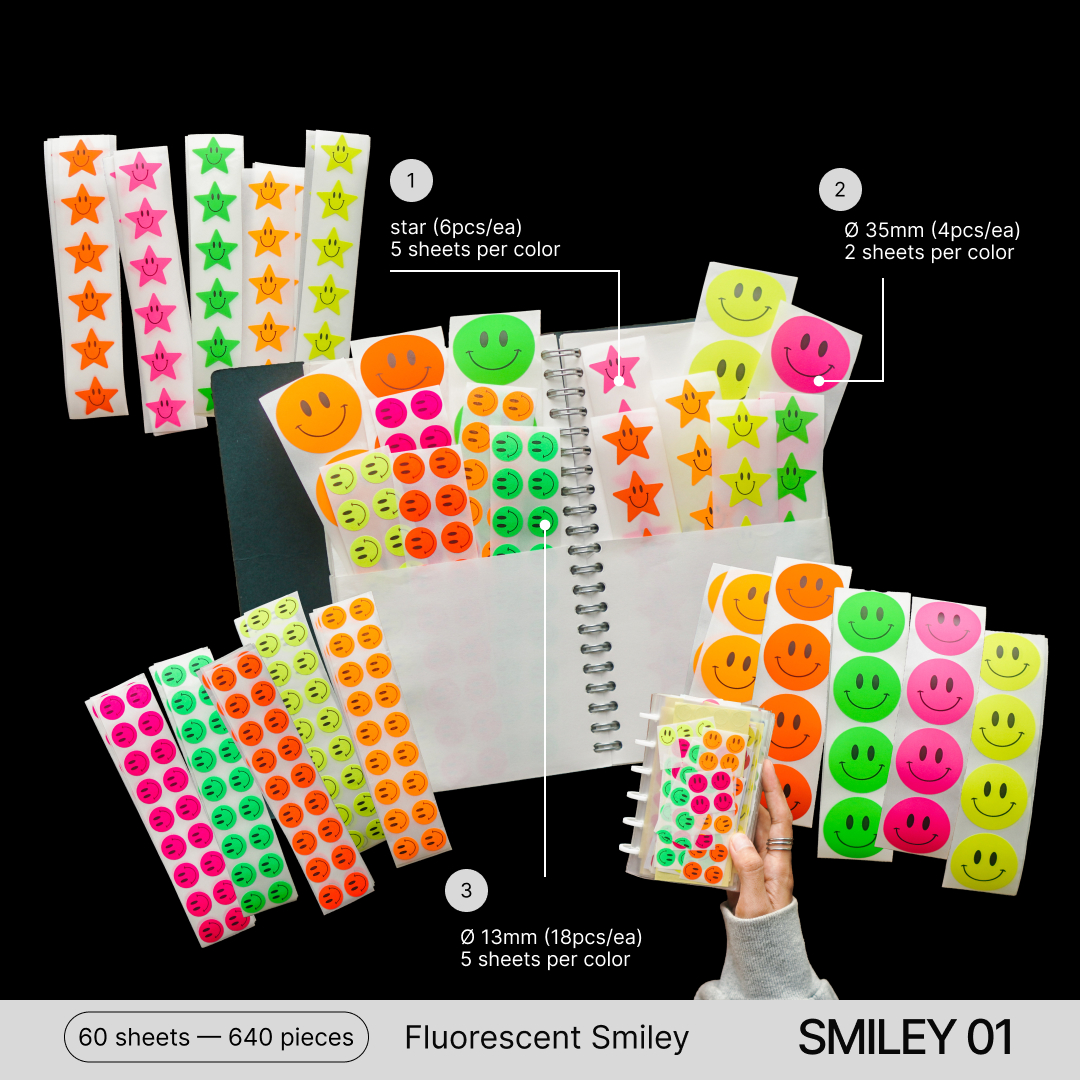 1
star (6pcs/ea)
5 sheets per color
2
Ø 35mm (4pcs/ea)
2 sheets per color
3
Ø 13mm (18pcs/ea)
5 sheets per color
60 sheets — 640 pieces
Fluorescent Smiley
SMILEY 01